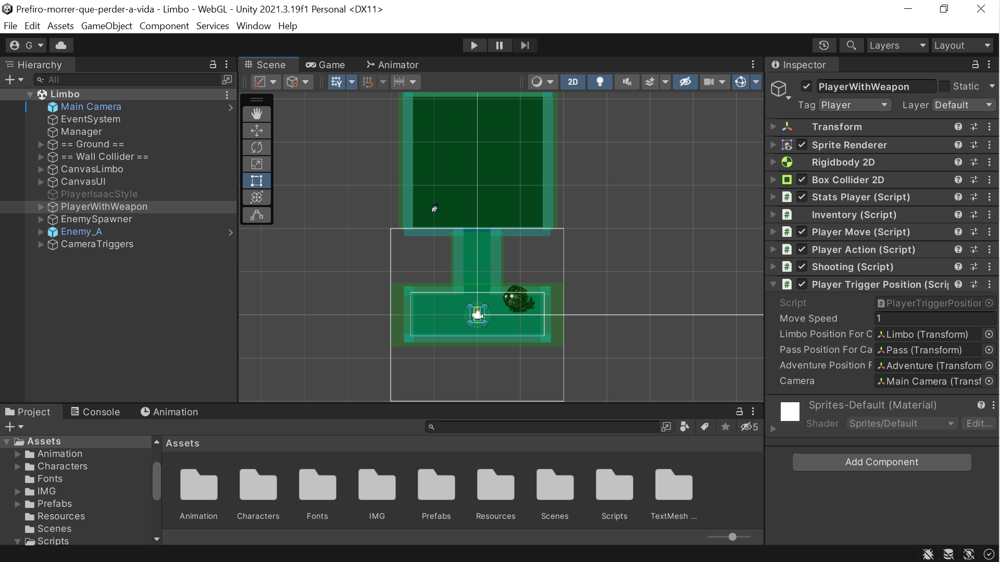 Prefiro-morrer-que-perder-a-vida - Limbo - WebGL - Unity 2021.3.19f1 Personal <DX11>
File Edit Assets GameObject Component Services Window Help
G
Layers
Layout
Hierarchy
All
Limbo
Main Camera
EventSystem
Manager
== Ground ==
== Wall Collider ==
CanvasLimbo
CanvasUI
PlayerIsaacStyle
PlayerWithWeapon
EnemySpawner
Enemy_A
CameraTriggers
Scene
Game
Animator
2D
Inspector
PlayerWithWeapon
Static
Tag Player
Layer Default
Transform
Sprite Renderer
Rigidbody 2D
Box Collider 2D
Stats Player (Script)
Inventory (Script)
Player Move (Script)
Player Action (Script)
Shooting (Script)
Player Trigger Position (Scri
Script PlayerTriggerPosition
Move Speed 1
Limbo Position For C Limbo (Transform)
Pass Position For Ca Pass (Transform)
Adventure Position F Adventure (Transform
Camera Main Camera (Transf
Sprites-Default (Material)
Shader Sprites/Default Edit...
Add Component
Project
Console
Animation
5
Assets
Animation
Characters
Fonts
IMG
Prefabs
Resources
Scenes
Scripts
Assets
Animation
Characters
Fonts
IMG
Prefabs
Resources
Scenes
Scripts
TextMesh ...